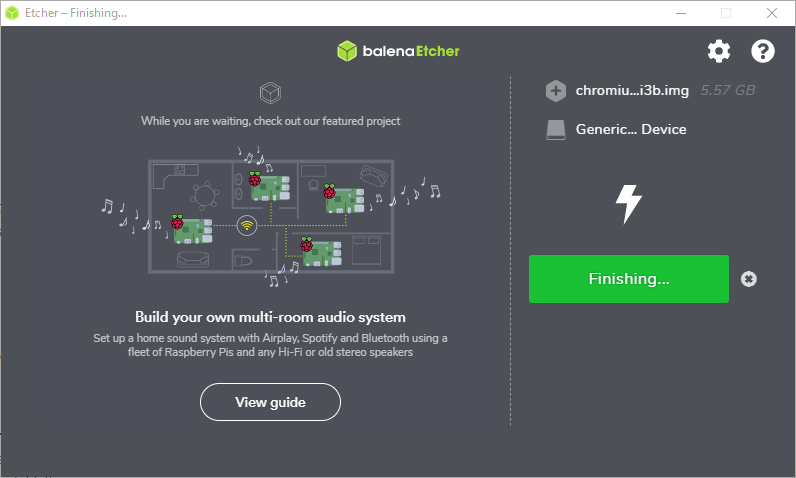 Etcher – Finishing...
balenaEtcher
While you are waiting, check out our featured project
Build your own multi-room audio system
Set up a home sound system with Airplay, Spotify and Bluetooth using a
fleet of Raspberry Pis and any Hi-Fi or old stereo speakers
View guide
chromiu...i3b.img 5.57 GB
Generic... Device
Finishing...